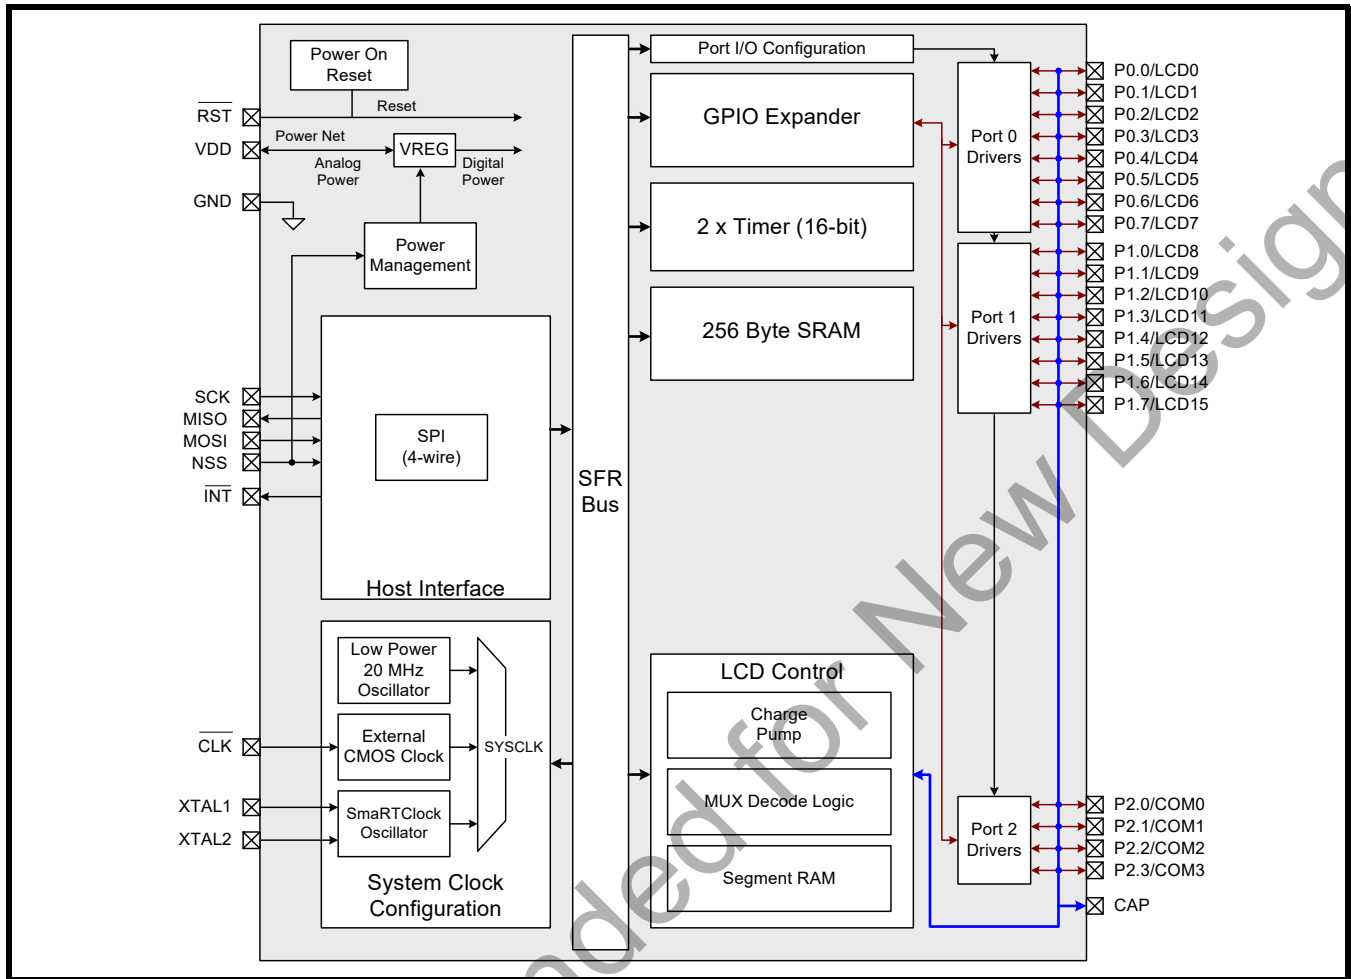 Power On
Reset
Reset
RST
Power Net
VDD
VREG
Analog
Power
Digital
Power
GND
Power
Management
SCK
MISO
MOSI
NSS
INT
SPI
(4-wire)
Host Interface
Low Power
20 MHz
Oscillator
CLK
External
CMOS Clock
SYSCLK
XTAL1
XTAL2
SmaRTClock
Oscillator
System Clock
Configuration
SFR
Bus
Port I/O Configuration
GPIO Expander
2 x Timer (16-bit)
256 Byte SRAM
LCD Control
Charge
Pump
MUX Decode Logic
Segment RAM
Port 0
Drivers
Port 1
Drivers
Port 2
Drivers
P0.0/LCD0
P0.1/LCD1
P0.2/LCD2
P0.3/LCD3
P0.4/LCD4
P0.5/LCD5
P0.6/LCD6
P0.7/LCD7
P1.0/LCD8
P1.1/LCD9
P1.2/LCD10
P1.3/LCD11
P1.4/LCD12
P1.5/LCD13
P1.6/LCD14
P1.7/LCD15
P2.0/COM0
P2.1/COM1
P2.2/COM2
P2.3/COM3
CAP
nded for New Design